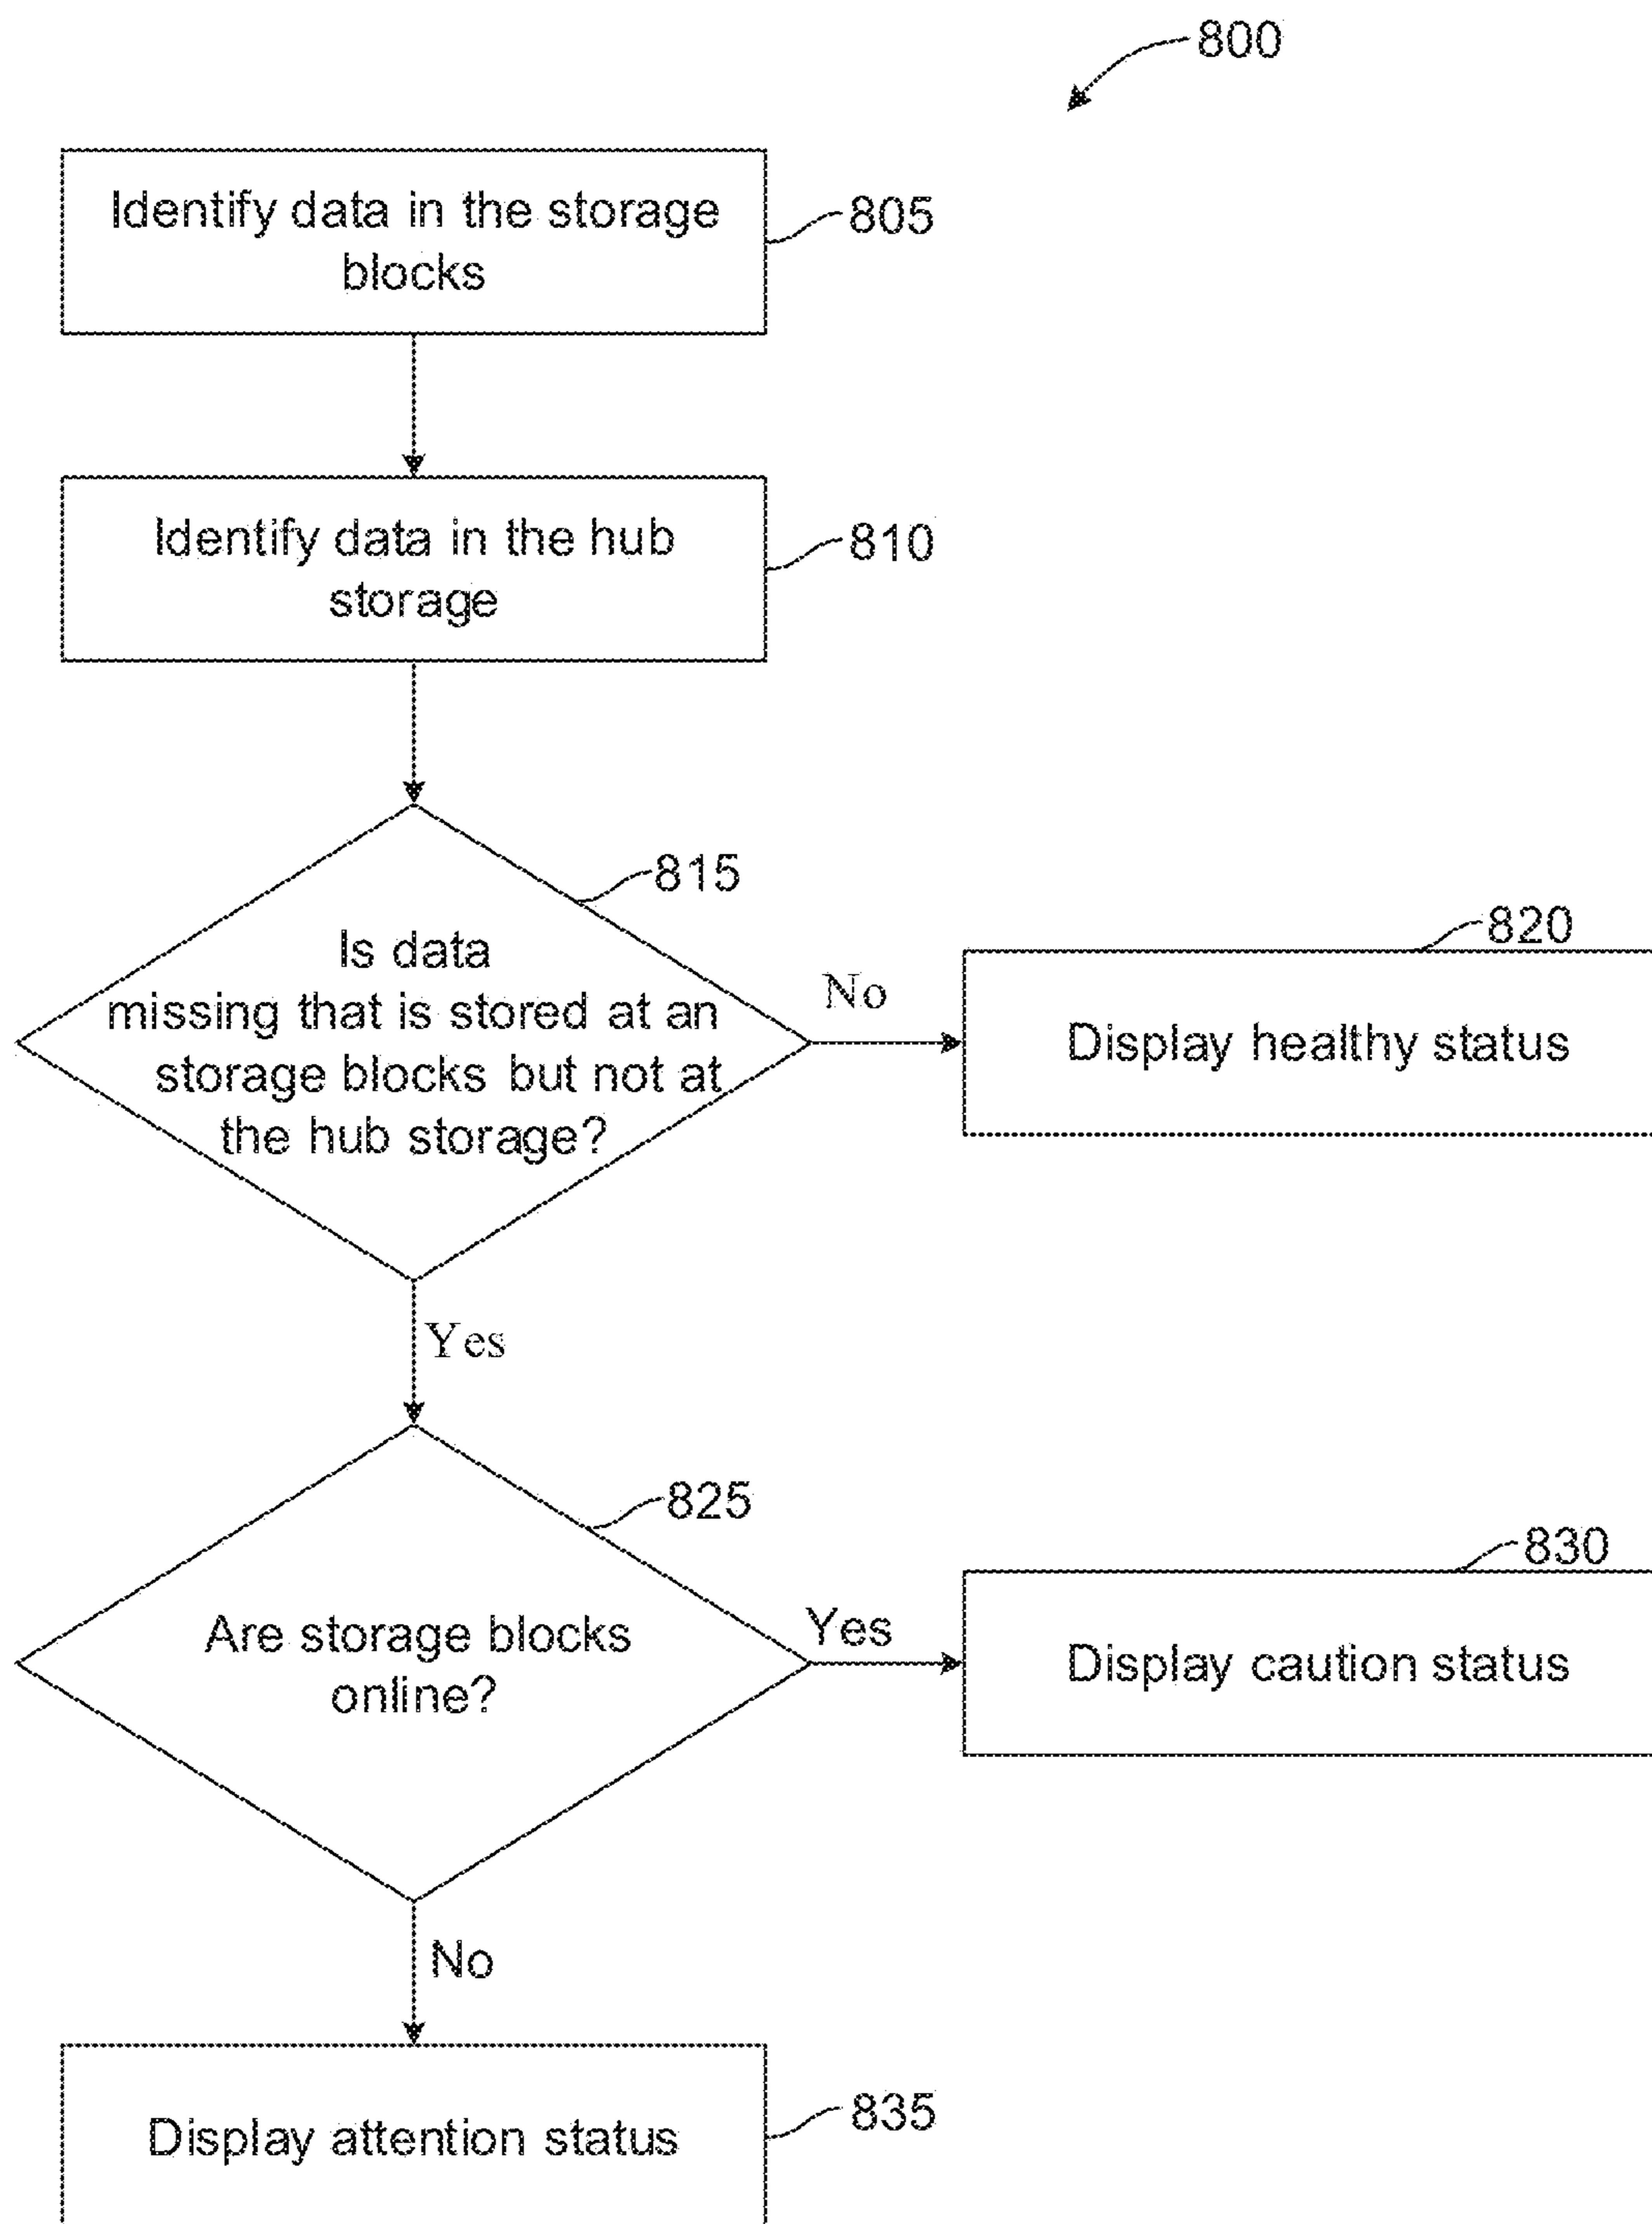 800
Identify data in the storage
blocks
805
Identify data in the hub
storage
810
815
Is data
missing that is stored at an
storage blocks but not at
the hub storage?
No
820
Display healthy status
Yes
825
Are storage blocks
online?
Yes
830
Display caution status
No
Display attention status
835